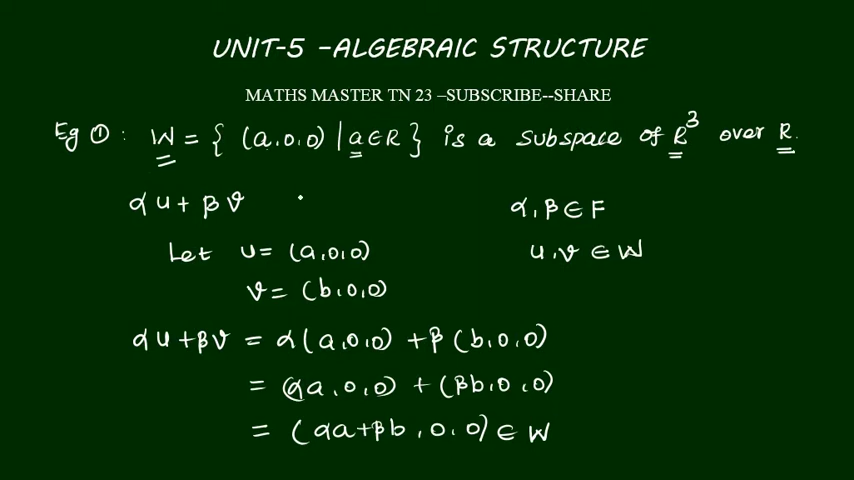 UNIT-5 –ALGEBRAIC STRUCTURE
MATHS MASTER TN 23 –SUBSCRIBE--SHARE
Eg ①: W = { (a,0,0) | a ∈ R } is a subspace of R³ over R.
αu + βv α, β ∈ F
Let u = (a,0,0) u,v ∈ W
v = (b,0,0)
αu + βv = α(a,0,0) + β(b,0,0)
= (αa,0,0) + (βb,0,0)
= (αa+βb,0,0) ∈ W